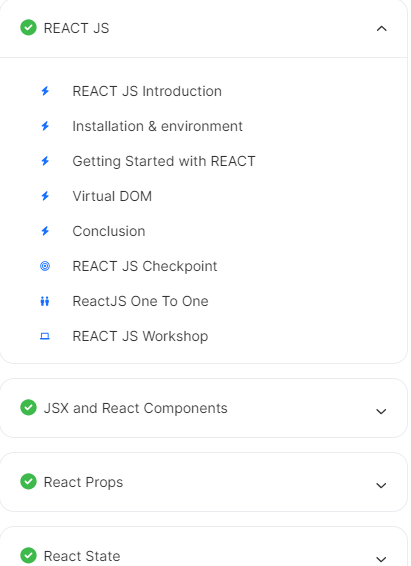 REACT JS
REACT JS Introduction
Installation & environment
Getting Started with REACT
Virtual DOM
Conclusion
REACT JS Checkpoint
ReactJS One To One
REACT JS Workshop
JSX and React Components
React Props
React State